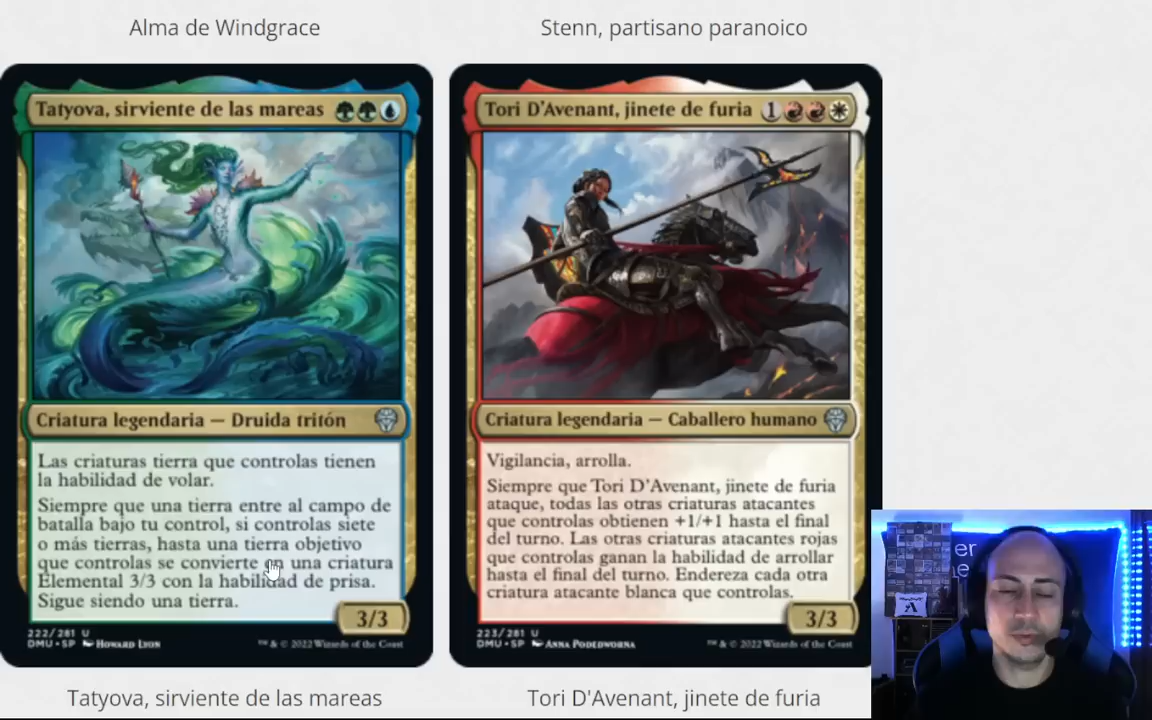 Alma de Windgrace
Stenn, partisano paranoico
Tatyova, sirviente de las mareas
Criatura legendaria — Druida tritón
Las criaturas tierra que controlas tienen
la habilidad de volar.
Siempre que una tierra entre al campo de
batalla bajo tu control, si controlas siete
o más tierras, hasta una tierra objetivo
que controlas se convierte en una criatura
Elemental 3/3 con la habilidad de prisa.
Sigue siendo una tierra.
3/3
222/281 U
DMU • SP Howard Lyon
™ & © 2022 Wizards of the Coast
Tori D'Avenant, jinete de furia 1
Criatura legendaria — Caballero humano
Vigilancia, arrolla.
Siempre que Tori D'Avenant, jinete de furia
ataque, todas las otras criaturas atacantes
que controlas obtienen +1/+1 hasta el final
del turno. Las otras criaturas atacantes rojas
que controlas ganan la habilidad de arrollar
hasta el final del turno. Endereza cada otra
criatura atacante blanca que controlas.
3/3
223/281 U
DMU • SP Anna Podedworna
™ & © 2022 Wizards of the Coast
Tatyova, sirviente de las mareas
Tori D'Avenant, jinete de furia